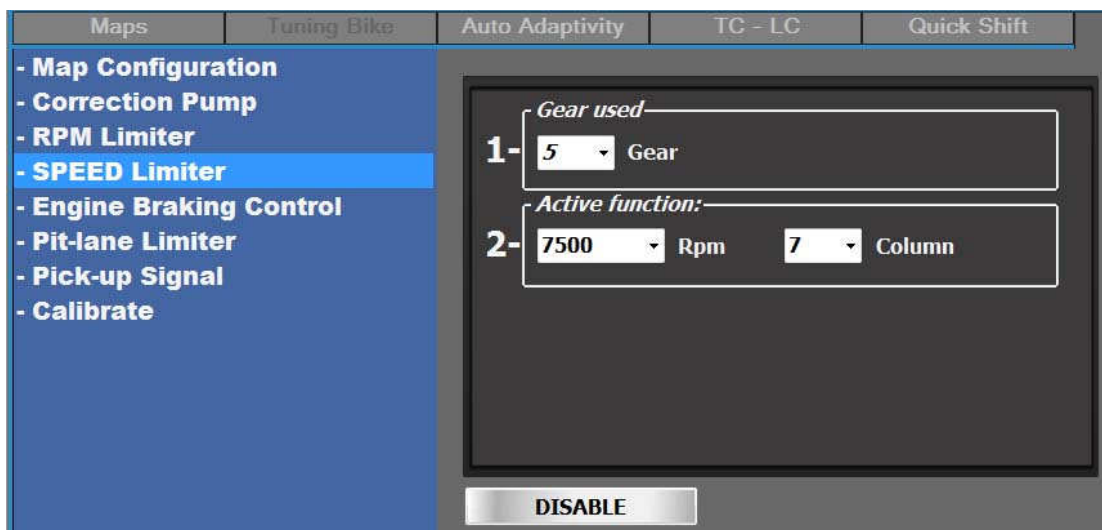 Maps Tuning Bike Auto Adaptivity TC - LC Quick Shift
- Map Configuration
- Correction Pump
- RPM Limiter
- SPEED Limiter
- Engine Braking Control
- Pit-lane Limiter
- Pick-up Signal
- Calibrate
Gear used
1- 5 Gear
Active function:
2- 7500 Rpm 7 Column
DISABLE